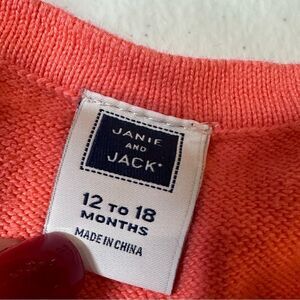 JANIE
AND
JACK
12 TO 18
MONTHS
MADE IN CHINA